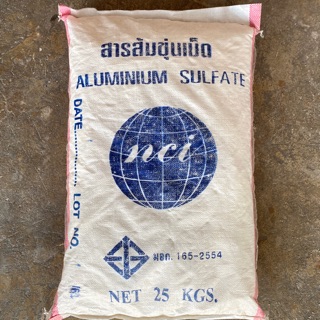 สารส้มขุ่นเม็ด
ALUMINIUM SULFATE
DATE............... LOT NO.
nci
มอก. 165-2554
NET 25 KGS.